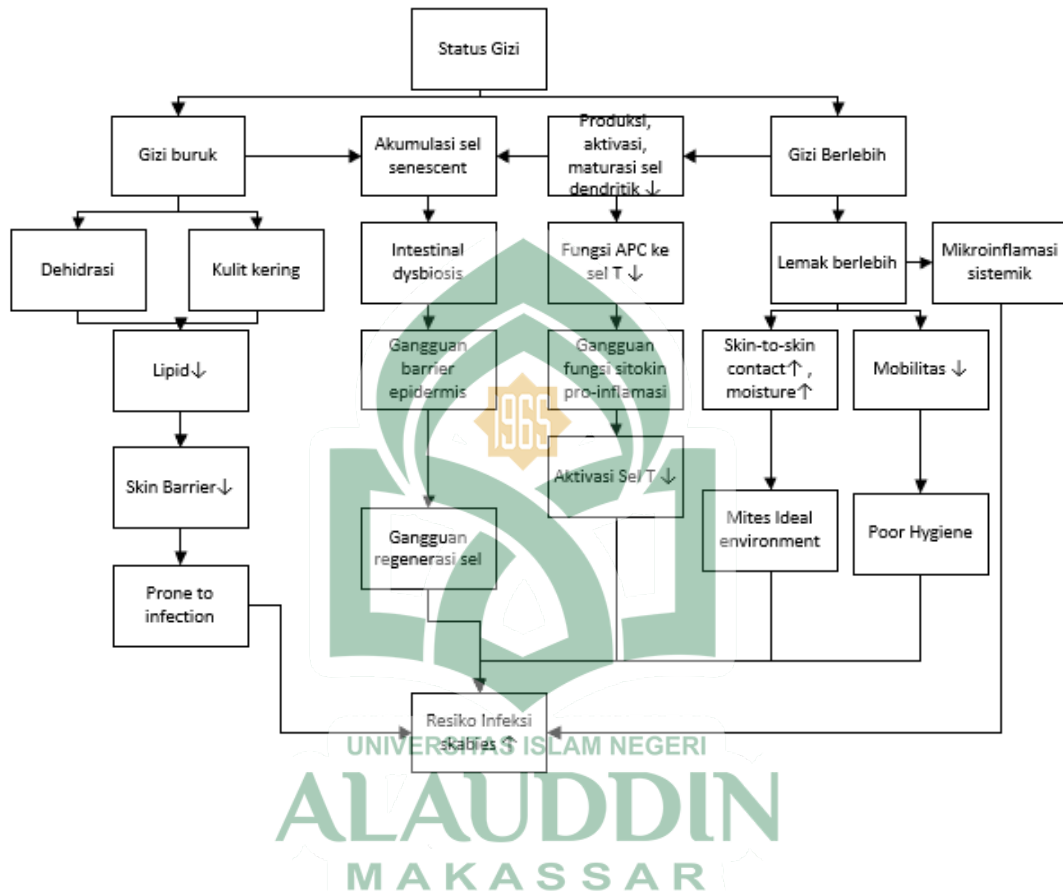 Status Gizi
Gizi buruk
Akumulasi sel
senescent
Produksi,
aktivasi,
maturasi sel
dendritik ↓
Gizi Berlebih
Dehidrasi
Kulit kering
Intestinal
dysbiosis
Fungsi APC ke
sel T ↓
Lemak berlebih
Mikroinflamasi
sistemik
Lipid↓
Gangguan
barrier
epidermis
Gangguan
fungsi sitokin
pro-inflamasi
Skin-to-skin
contact↑ ,
moisture↑
Mobilitas ↓
1965
Skin Barrier↓
Aktivasi Sel T ↓
Gangguan
regenerasi sel
Mites Ideal
environment
Poor Hygiene
Prone to
infection
Resiko Infeksi
skabies ↑
UNIVERSITAS ISLAM NEGERI
ALAUDDIN
MAKASSAR